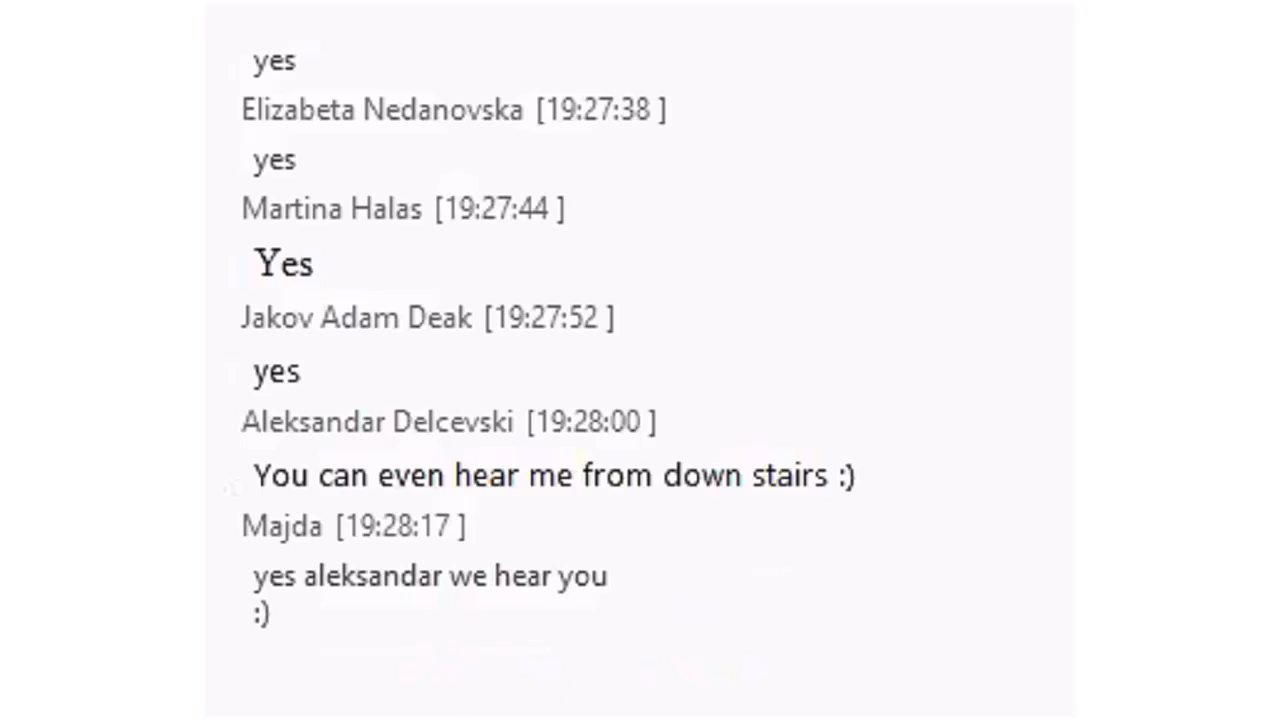 yes
Elizabeta Nedanovska [19:27:38 ]
yes
Martina Halas [19:27:44 ]
Yes
Jakov Adam Deak [19:27:52 ]
yes
Aleksandar Delcevski [19:28:00 ]
You can even hear me from down stairs :)
Majda [19:28:17 ]
yes aleksandar we hear you
:)